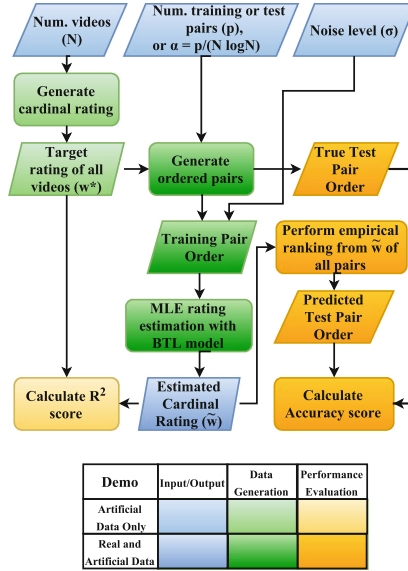 Num. videos
(N)
Num. training or test
pairs (p),
or α = p/(N logN)
Noise level (σ)
Generate
cardinal rating
Target
rating of all
videos (w*)
Generate
ordered pairs
True Test
Pair
Order
Training Pair
Order
Perform empirical
ranking from w̃ of
all pairs
MLE rating
estimation with
BTL model
Predicted
Test Pair
Order
Calculate R²
score
Estimated
Cardinal
Rating (w̃)
Calculate
Accuracy score
Demo
Input/Output
Data
Generation
Performance
Evaluation
Artificial
Data Only
Real and
Artificial Data